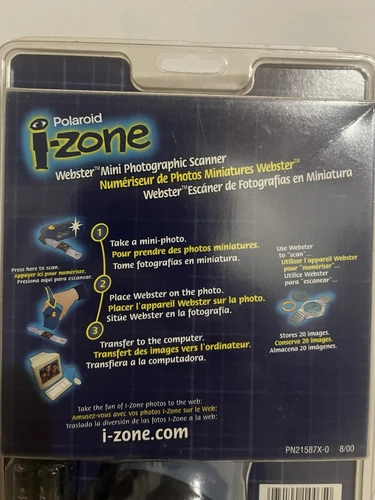 Polaroid
i-zone
Webster™ Mini Photographic Scanner
Numériseur de Photos Miniatures Webster™
Webster™ Escáner de Fotografias en Miniatura
1
Take a mini-photo.
Pour prendre des photos miniatures.
Tome fotografías en miniatura.
Press here to scan.
Appuyer ici pour numériser.
Presiona aqui para escanear.
2
Place Webster on the photo.
Placer l'appareil Webster sur la photo.
Sitúe Webster en la fotografía.
3
Transfer to the computer.
Transfert des images vers l'ordinateur.
Transfiera a la computadora.
Use Webster
to "scan"...
Utiliser l'appareil Webster
pour "numériser"...
Utilice Webster
para "escanear"...
Stores 20 images.
Conserve 20 images.
Almacena 20 imágenes.
Take the fun of i-Zone photos to the web:
Amusez-vous avec vos photos i-Zone sur le Web:
Traslada la diversión de las fotos i-Zone a la web:
i-zone.com
PN21587X-0 8/00